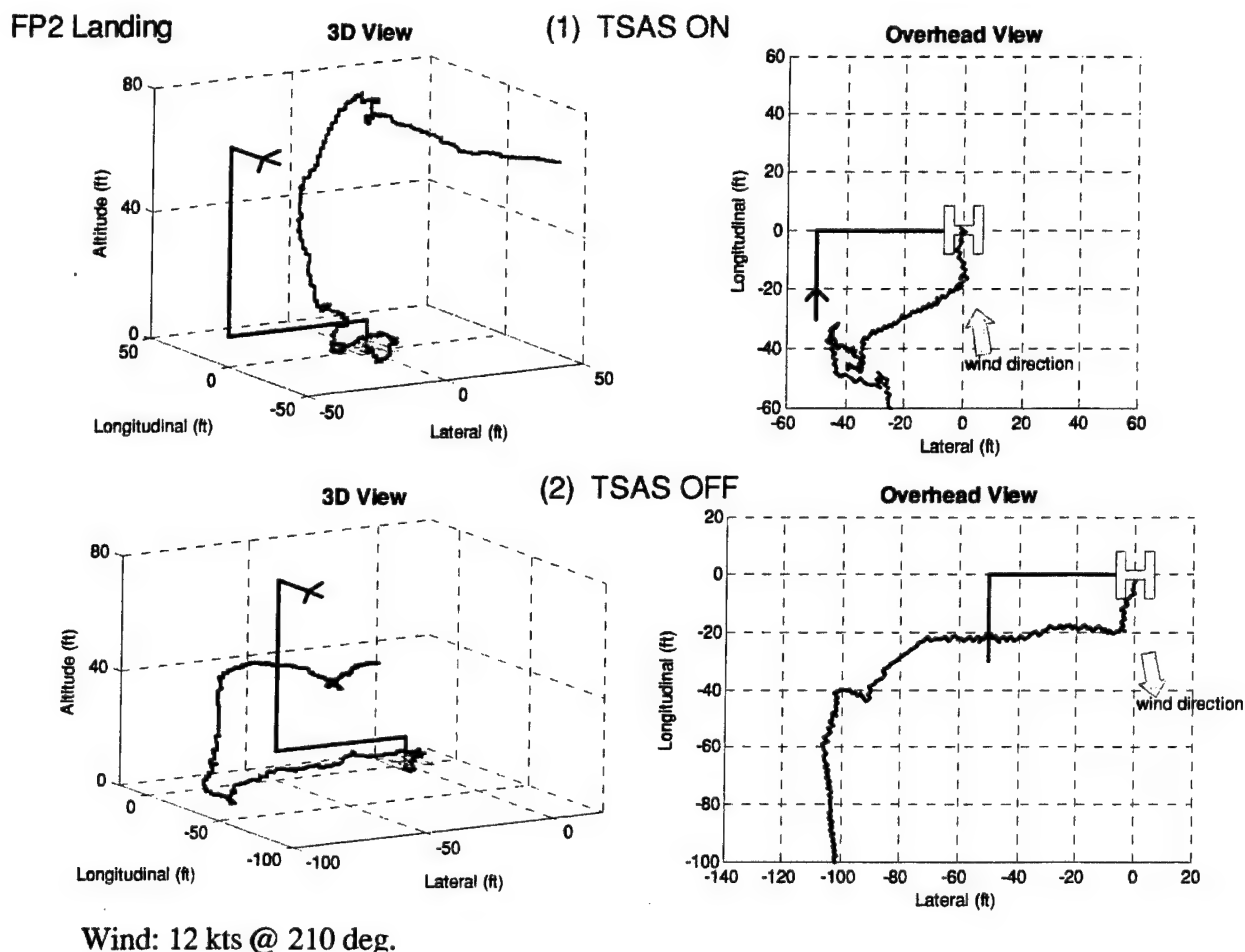 FP2 Landing
(1) TSAS ON
3D View
80
40
0
Altitude (ft)
50
0
-50
Longitudinal (ft)
-50
0
50
Lateral (ft)
Overhead View
60
40
20
0
-20
-40
-60
Longitudinal (ft)
wind direction
-60
-40
-20
0
20
40
60
Lateral (ft)
(2) TSAS OFF
3D View
80
40
0
Altitude (ft)
0
-50
-100
Longitudinal (ft)
-100
-50
0
Lateral (ft)
Overhead View
20
0
-20
-40
-60
-80
-100
Longitudinal (ft)
wind direction
-140
-120
-100
-80
-60
-40
-20
0
20
Lateral (ft)
Wind: 12 kts @ 210 deg.